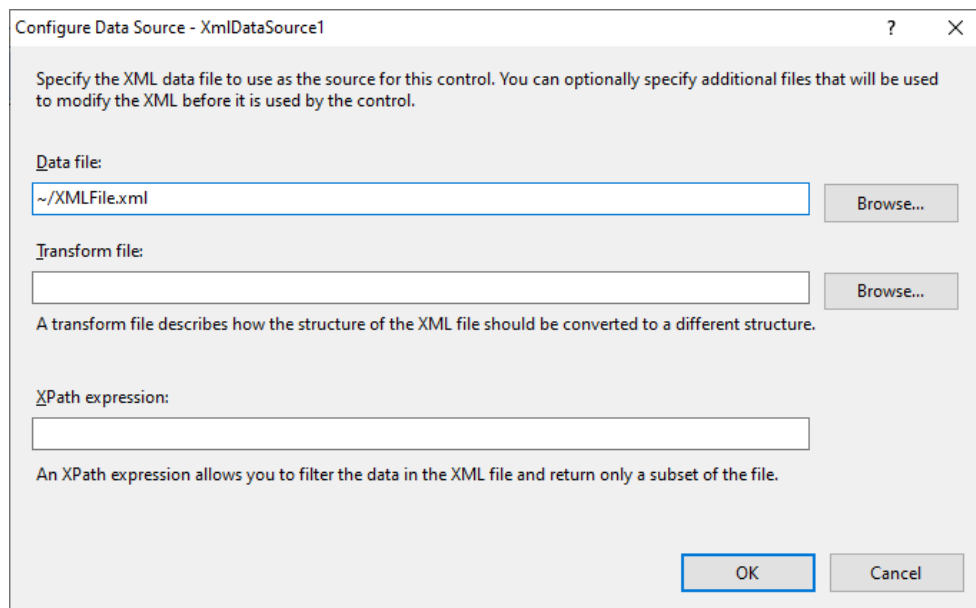 Configure Data Source - XmlDataSource1
?
Specify the XML data file to use as the source for this control. You can optionally specify additional files that will be used
to modify the XML before it is used by the control.
Data file:
~/XMLFile.xml
Browse...
Transform file:
Browse...
A transform file describes how the structure of the XML file should be converted to a different structure.
XPath expression:
An XPath expression allows you to filter the data in the XML file and return only a subset of the file.
OK
Cancel